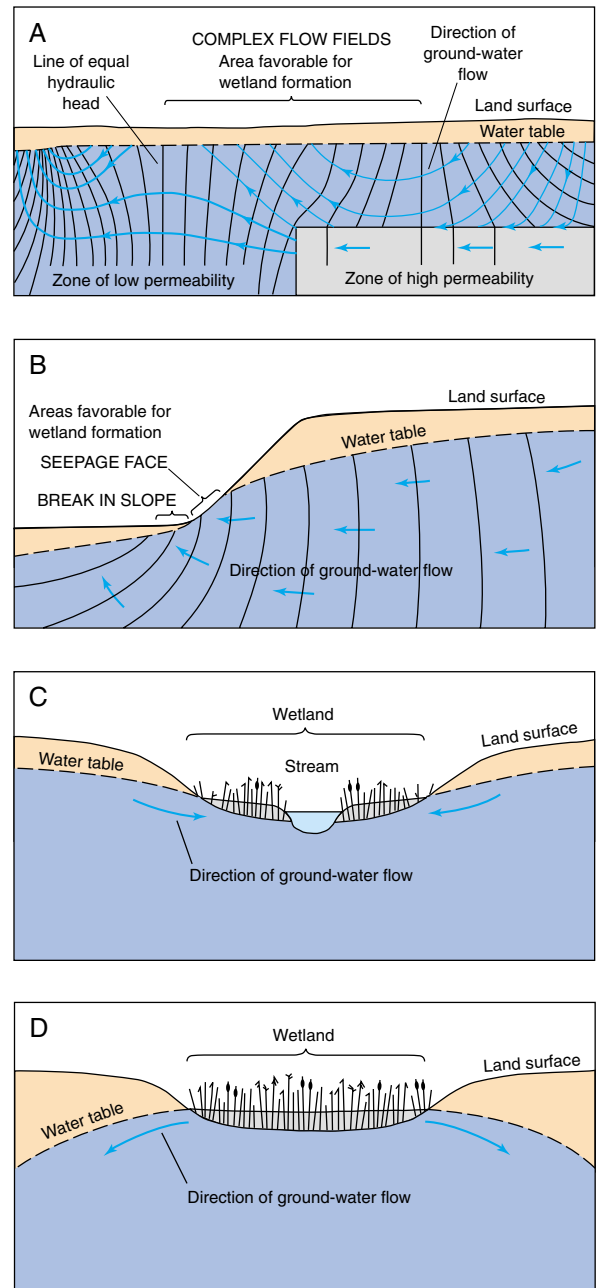 A
COMPLEX FLOW FIELDS
Area favorable for
wetland formation
Line of equal
hydraulic
head
Direction of
ground-water
flow
Land surface
Water table
Zone of low permeability
Zone of high permeability
B
Land surface
Areas favorable for
wetland formation
Water table
SEEPAGE FACE
BREAK IN SLOPE
Direction of ground-water flow
C
Wetland
Land surface
Water table
Stream
Direction of ground-water flow
D
Wetland
Land surface
Water table
Direction of ground-water flow